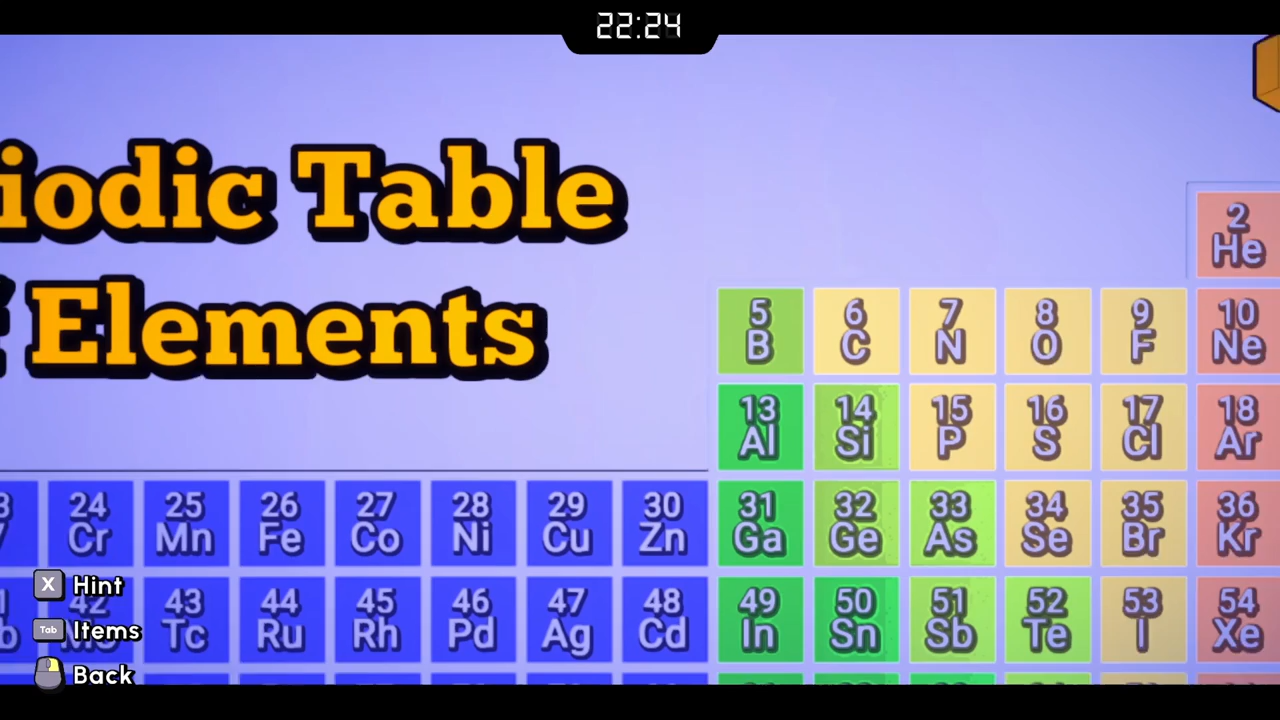 22:24
iodic Table
Elements
2
He
5 6 7 8 9 10
B C N O F Ne
13 14 15 16 17 18
Al Si P S Cl Ar
24 25 26 27 28 29 30 31 32 33 34 35 36
Cr Mn Fe Co Ni Cu Zn Ga Ge As Se Br Kr
X Hint
42 43 44 45 46 47 48 49 50 51 52 53 54
Tc Ru Rh Pd Ag Cd In Sn Sb Te I Xe
Tab Items
Back